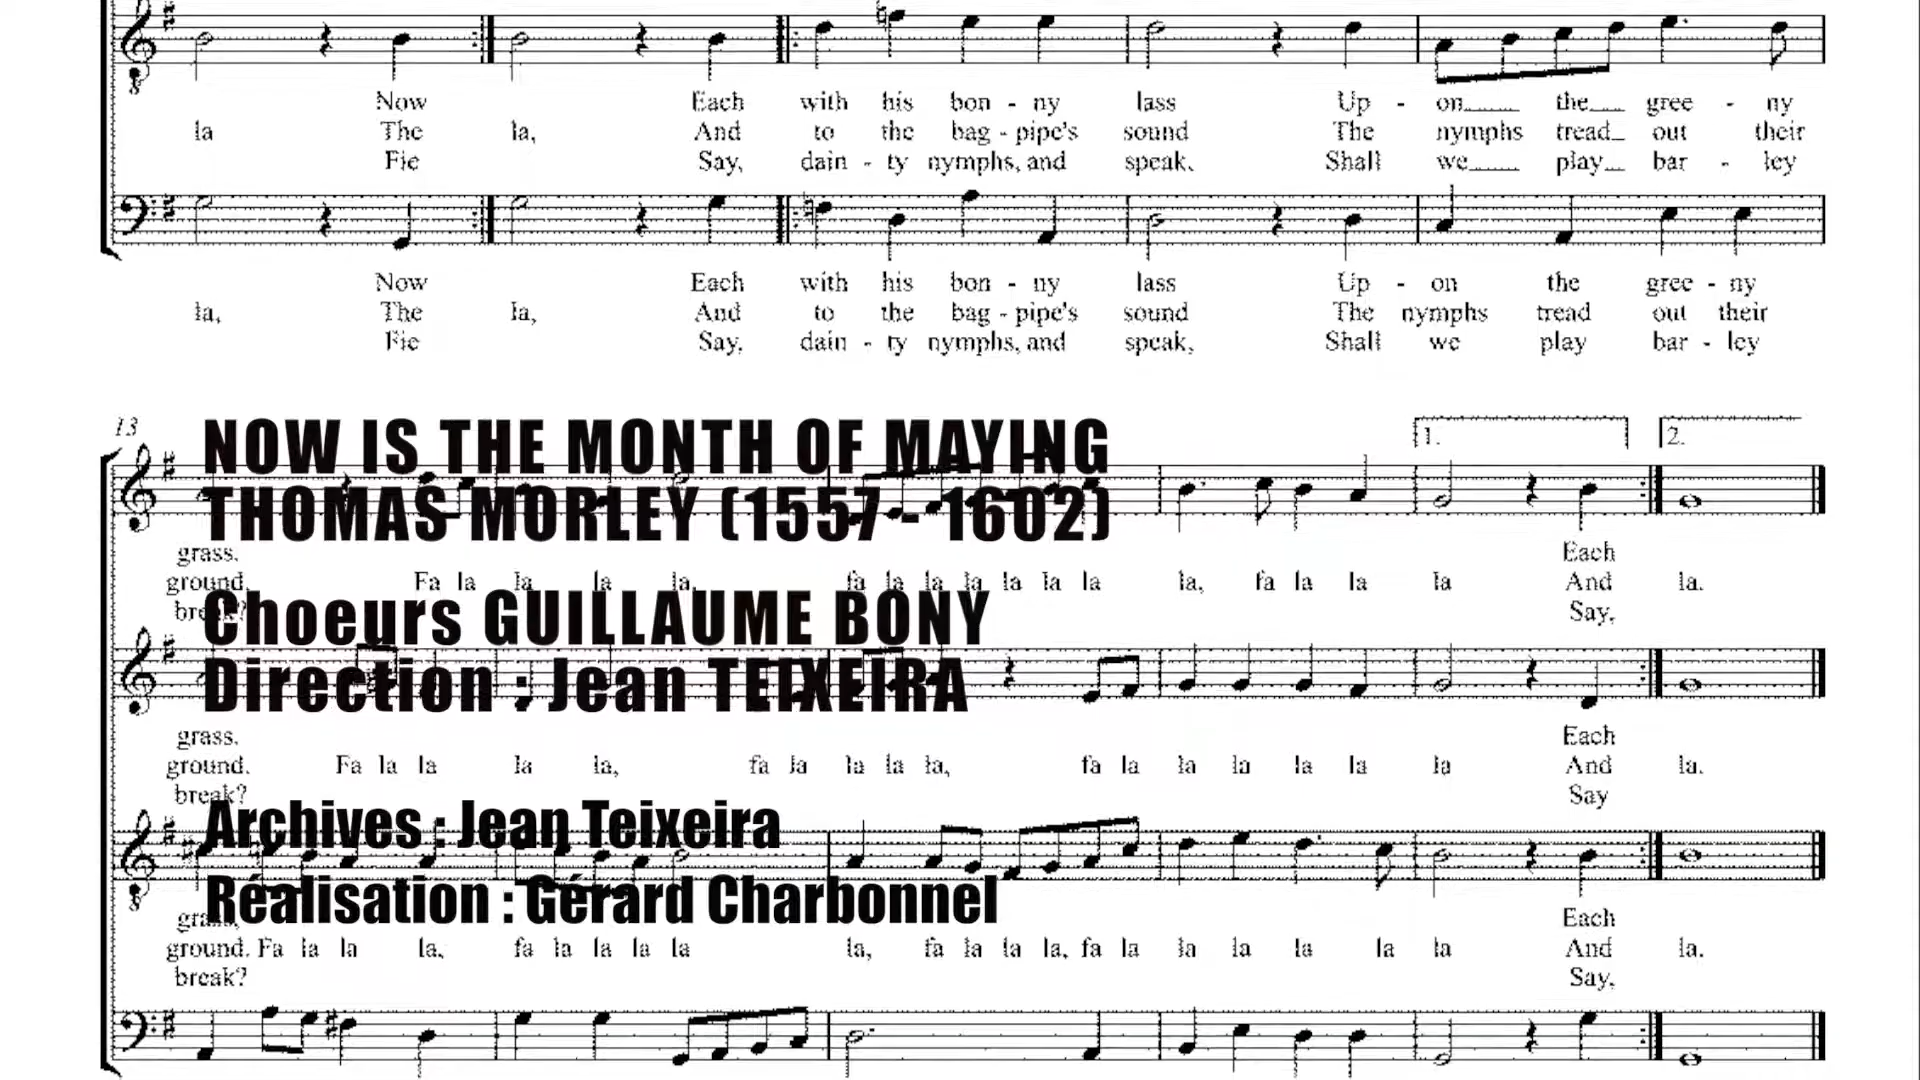 Now Each with his bon - ny lass Up - on the gree - ny
la The la, And to the bag - pipe's sound The nymphs tread out their
Fie Say, dain - ty nymphs, and speak, Shall we play bar - ley
Now Each with his bon - ny lass Up - on the gree - ny
la, The la, And to the bag - pipe's sound The nymphs tread out their
Fie Say, dain - ty nymphs, and speak, Shall we play bar - ley
13 1. 2.
NOW IS THE MONTH OF MAYING
THOMAS MORLEY (1557 - 1602)
grass. Each
ground. Fa la la la la, fa la la la la la la la, fa la la la And la.
break? Say,
Choeurs GUILLAUME BONY
Direction : Jean TEIXEIRA
grass. Each
ground. Fa la la la la, fa la la la la, fa la la la la la la And la.
break? Say
Archives : Jean Teixeira
Réalisation : Gérard Charbonnel
grass, Each
ground. Fa la la la, fa la la la la la, fa la la la, fa la la la la la la And la.
break? Say,